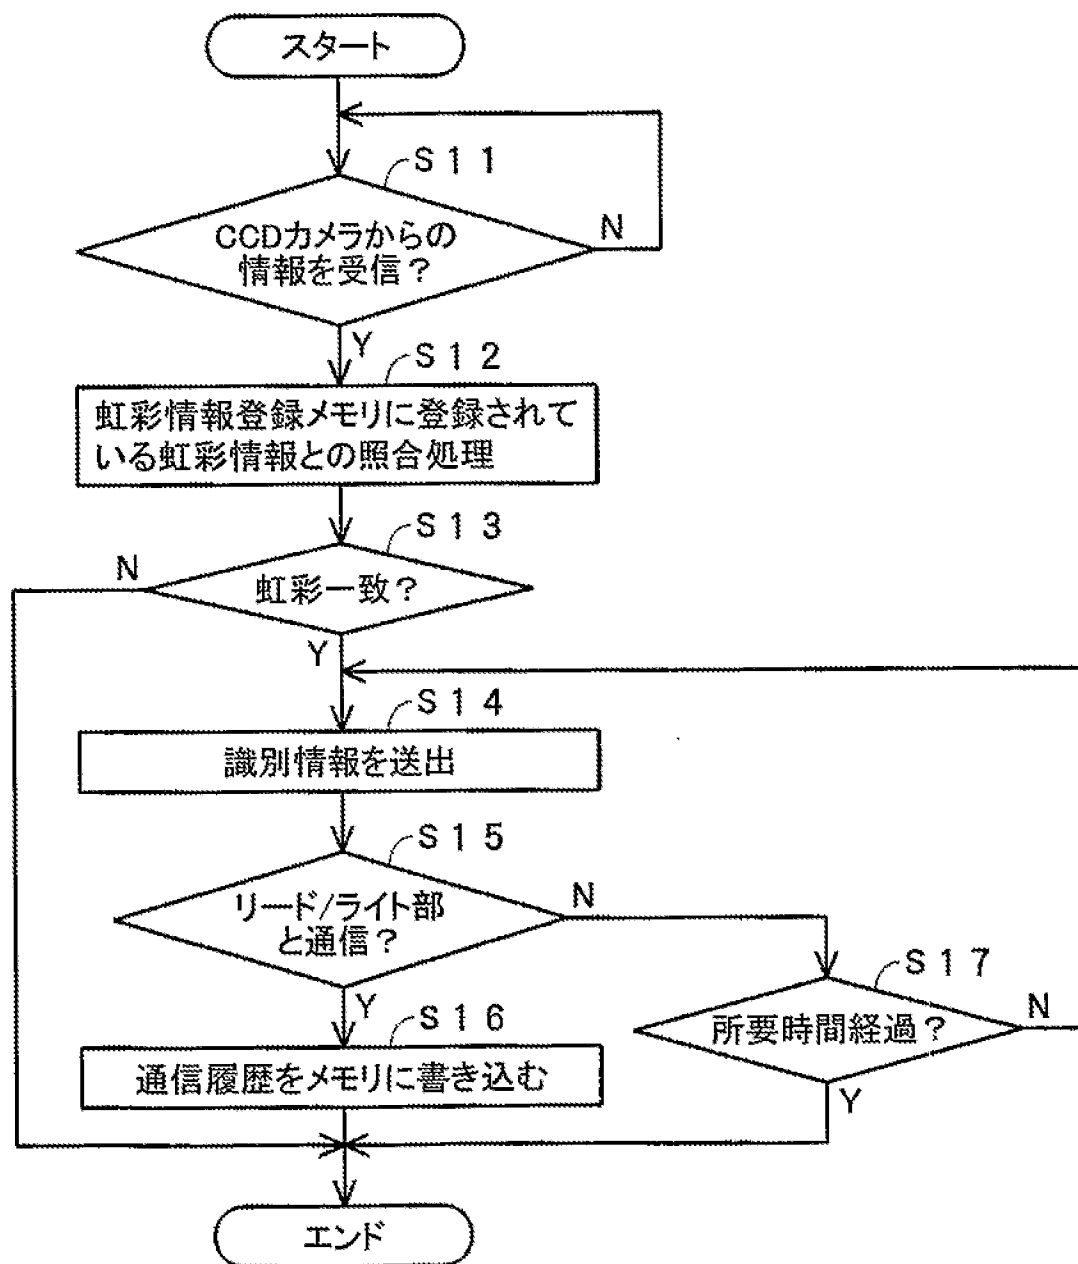 スタート
S11
CCDカメラからの
情報を受信？
N
Y
S12
虹彩情報登録メモリに登録されて
いる虹彩情報との照合処理
S13
N
虹彩一致？
Y
S14
識別情報を送出
S15
リード/ライト部
と通信？
N
Y
S17
所要時間経過？
N
Y
S16
通信履歴をメモリに書き込む
エンド